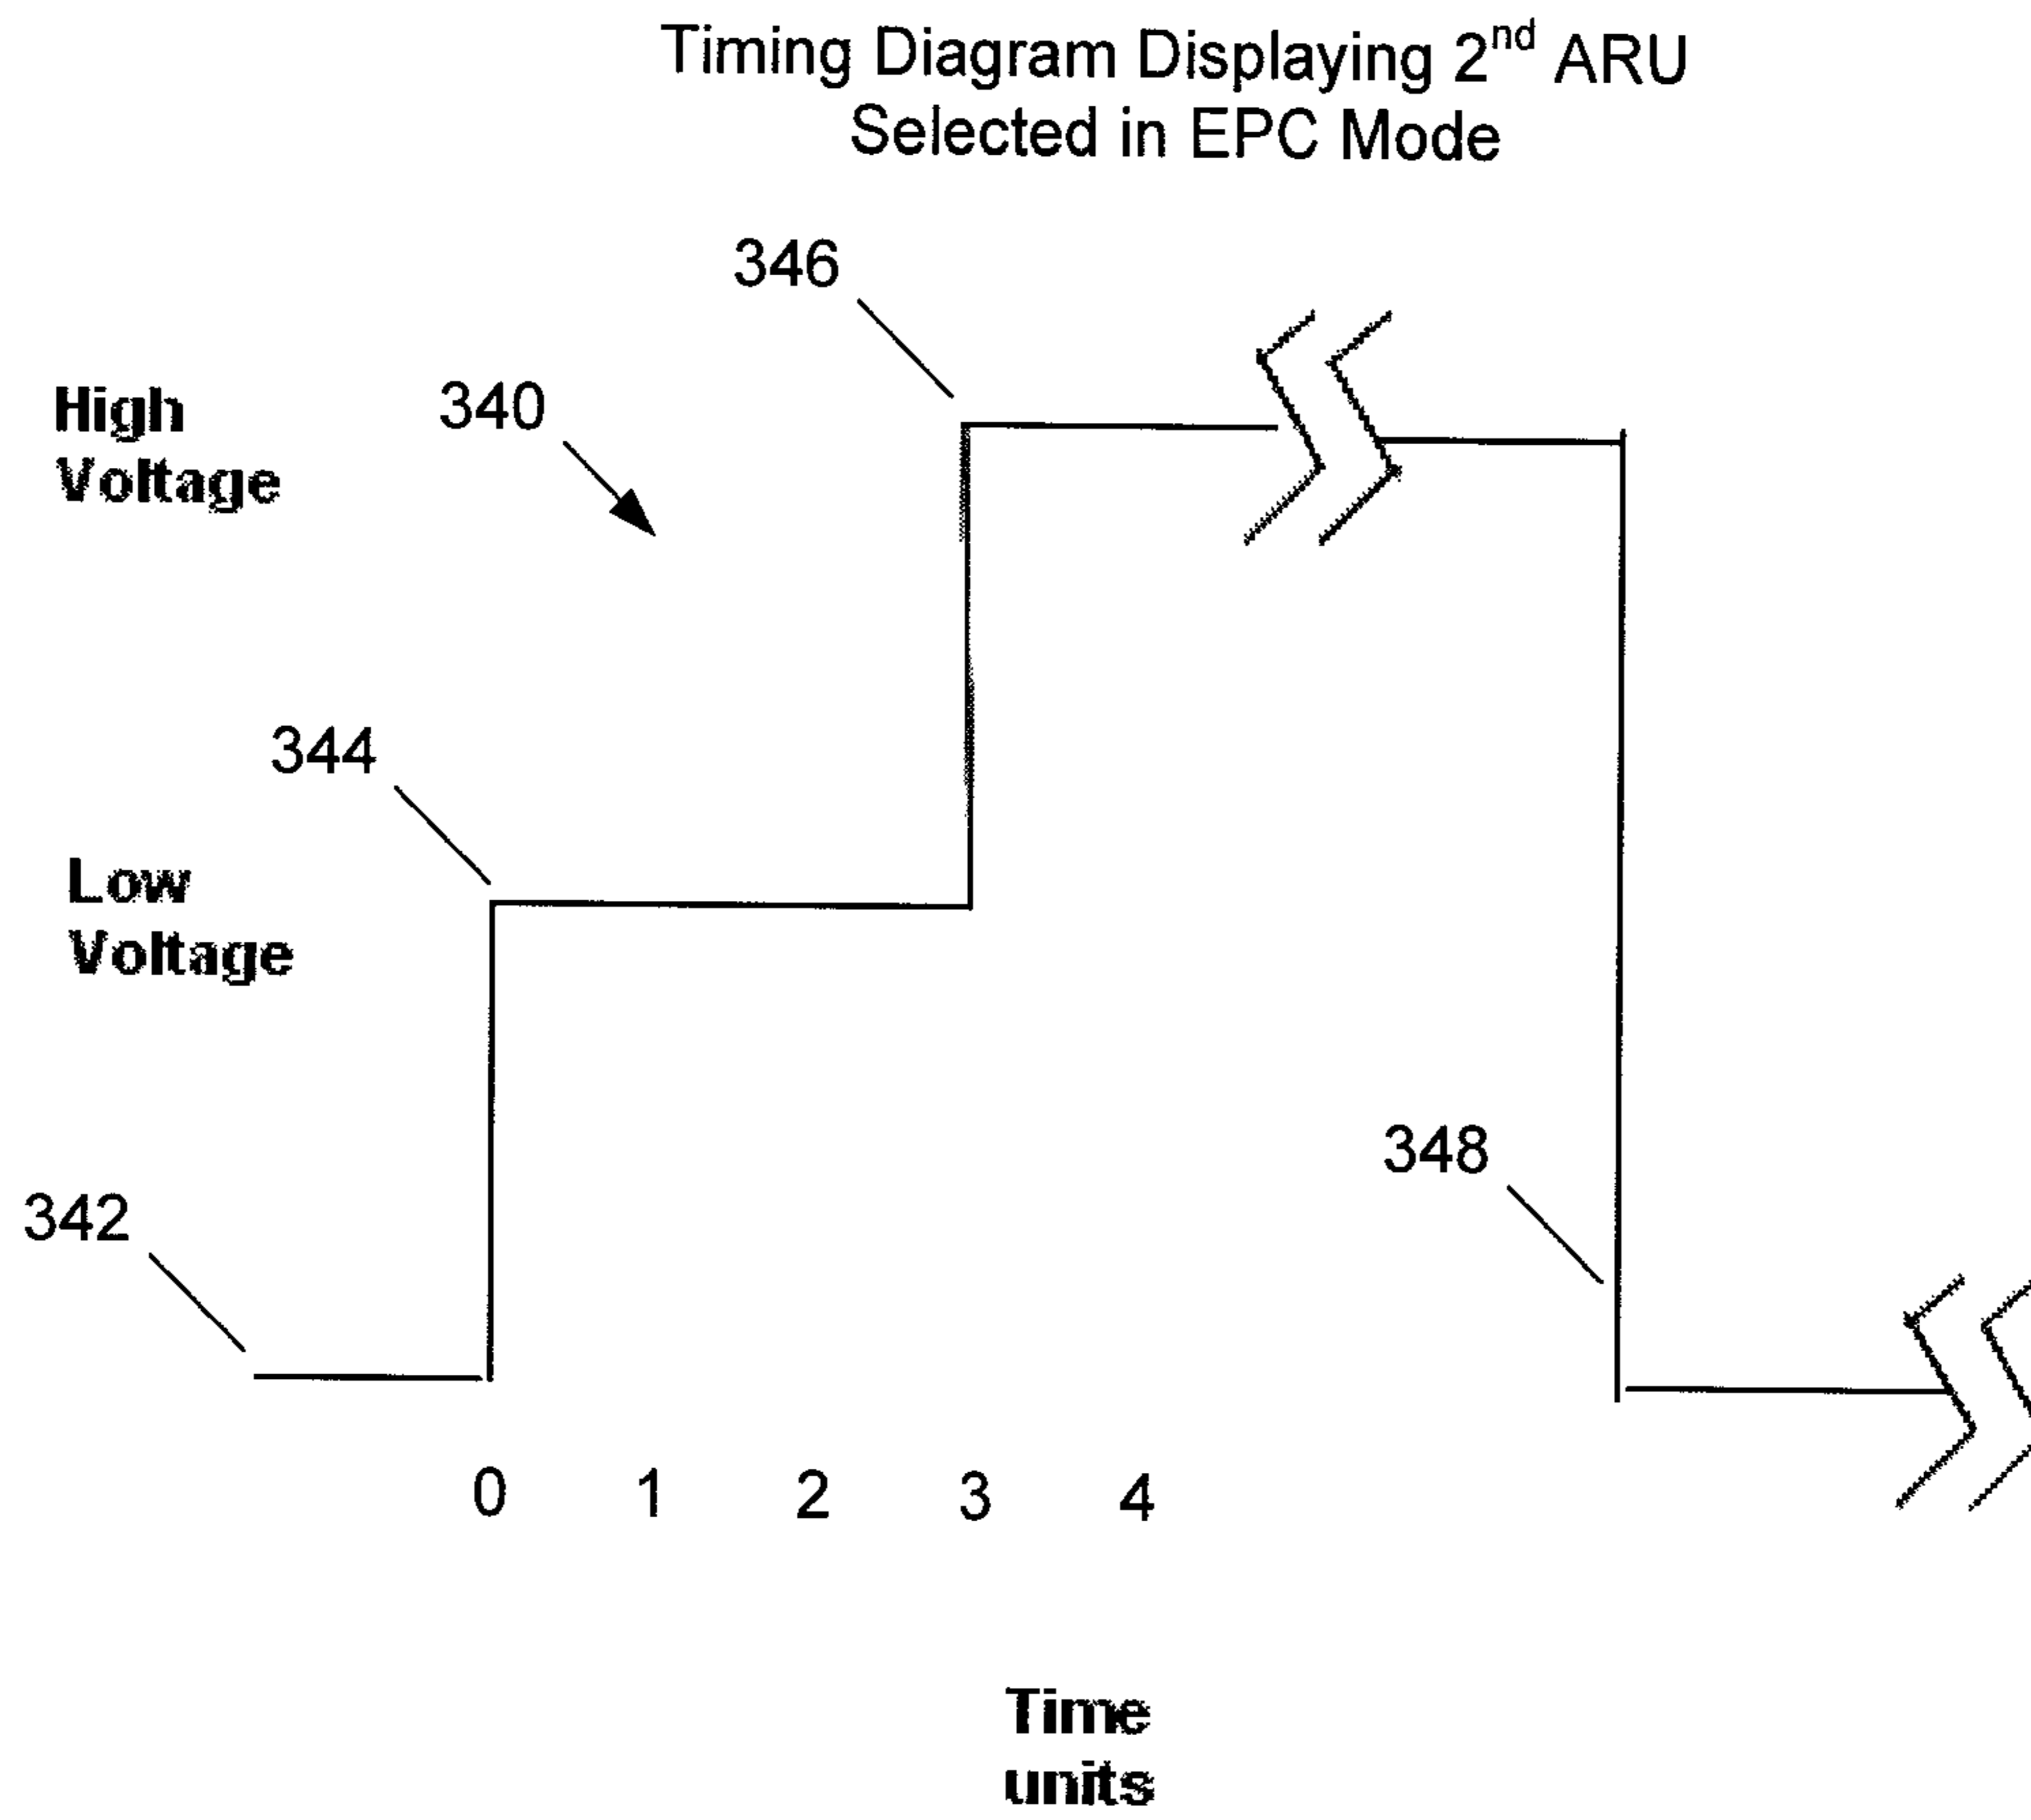 Timing Diagram Displaying 2nd ARU
Selected in EPC Mode
346
High
Voltage
340
344
Low
Voltage
348
342
0 1 2 3 4
Time
units